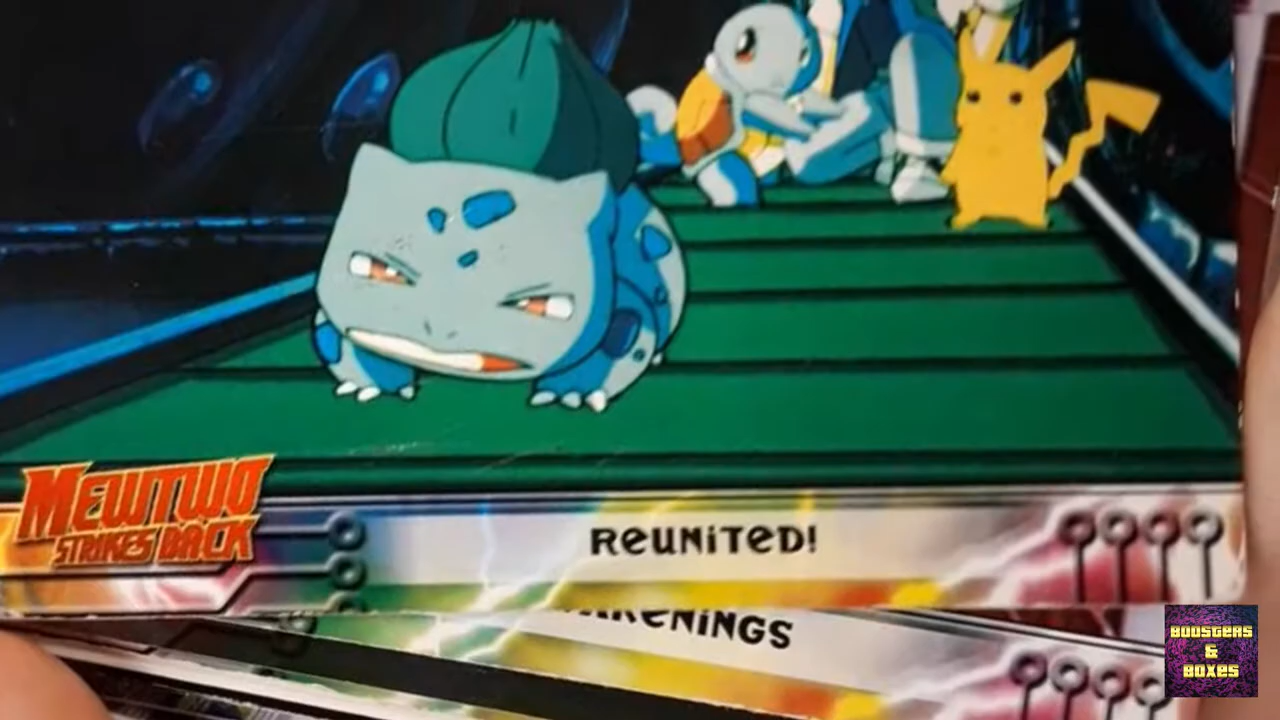 MEWTWO
STRIKES BACK
REUNITED!
BOOSTERS
&
BOXES